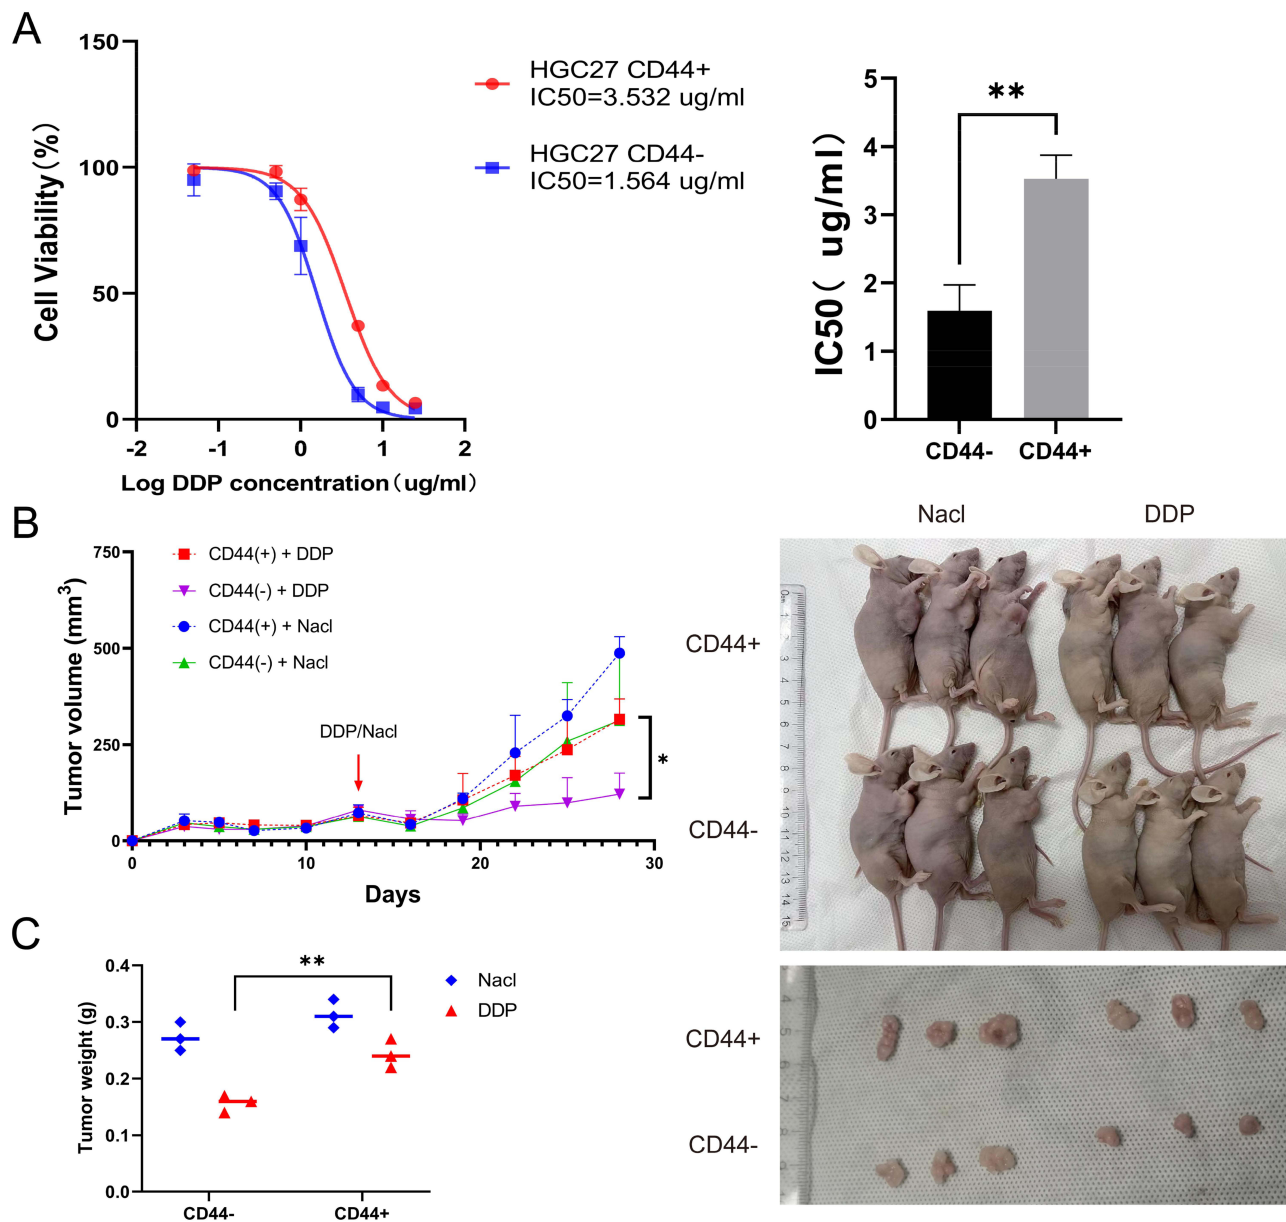 A
150
100
50
0
-2
-1
0
1
2
Cell Viability(%)
Log DDP concentration(ug/ml)
HGC27 CD44+
IC50=3.532 ug/ml
HGC27 CD44-
IC50=1.564 ug/ml
5
4
3
2
1
0
IC50( ug/ml)
**
CD44-
CD44+
B
750
500
250
0
0
10
20
30
Tumor volume (mm3)
Days
CD44(+) + DDP
CD44(-) + DDP
CD44(+) + Nacl
CD44(-) + Nacl
DDP/Nacl
*
Nacl
DDP
CD44+
CD44-
C
0.4
0.3
0.2
0.1
0.0
Tumor weight (g)
**
CD44-
CD44+
Nacl
DDP
CD44+
CD44-